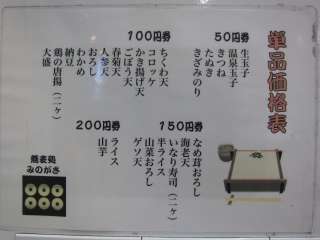 単品価格表
50円券
生玉子
温泉玉子
きつね
たぬき
きざみのり
100円券
ちくわ天
コロッケ
かき揚げ天
ごぼう天
春菊天
人参天
おろし
わかめ
納豆
鶏の唐揚(二ヶ)
大盛
150円券
なめ茸おろし
海老天
いなり寿司(二ヶ)
半ライス
山菜おろし
ゲソ天
200円券
ライス
山芋
蕎麦処
みのがさ